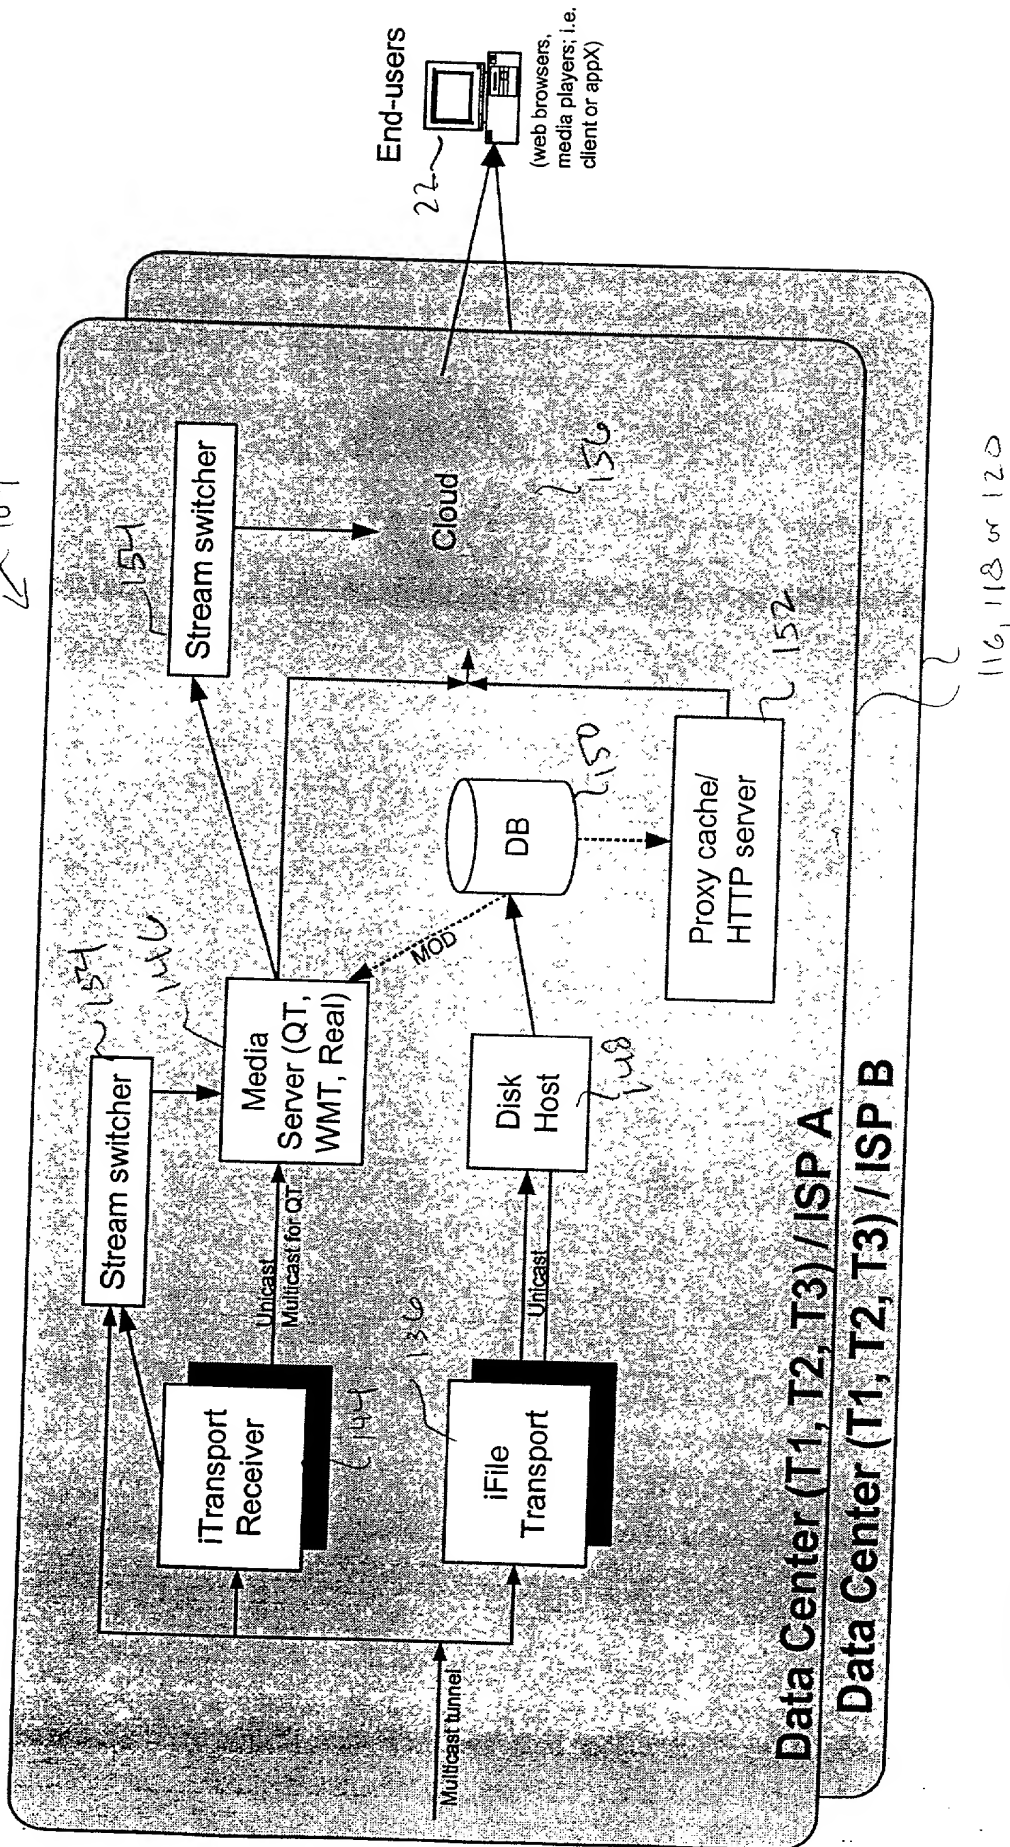 104
Multicast tunnel
iTransport
Receiver
144
iFile
Transport
136
Stream switcher
154
Unicast
Multicast for QT
Unicast
Media
Server (QT,
WMT, Real)
146
Disk
Host
148
MOD
DB
150
Proxy cache/
HTTP server
152
Stream switcher
154
Cloud
156
End-users
22
(web browsers,
media players; i.e.
client or appX)
Data Center (T1, T2, T3) / ISP A
Data Center (T1, T2, T3) / ISP B
116, 118 or 120